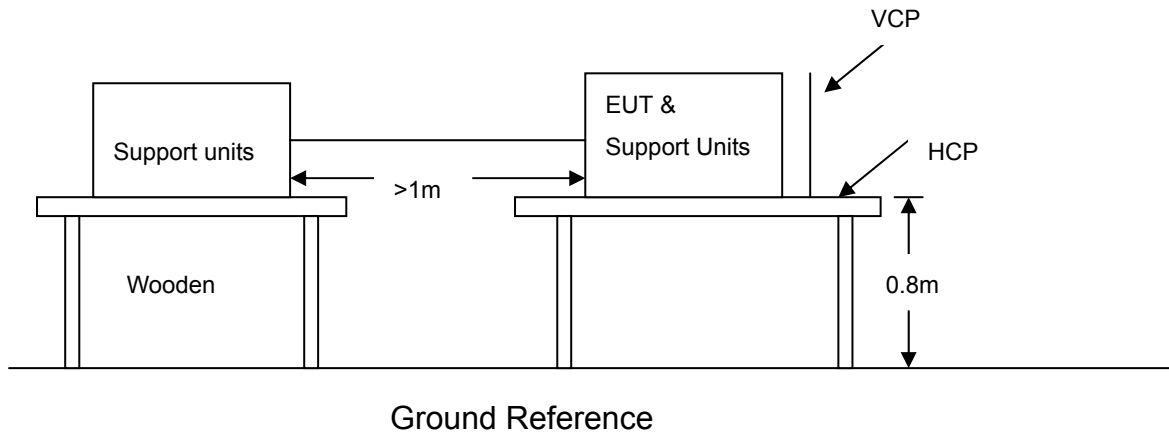 VCP
EUT &
Support Units
Support units
HCP
>1m
Wooden
0.8m
Ground Reference